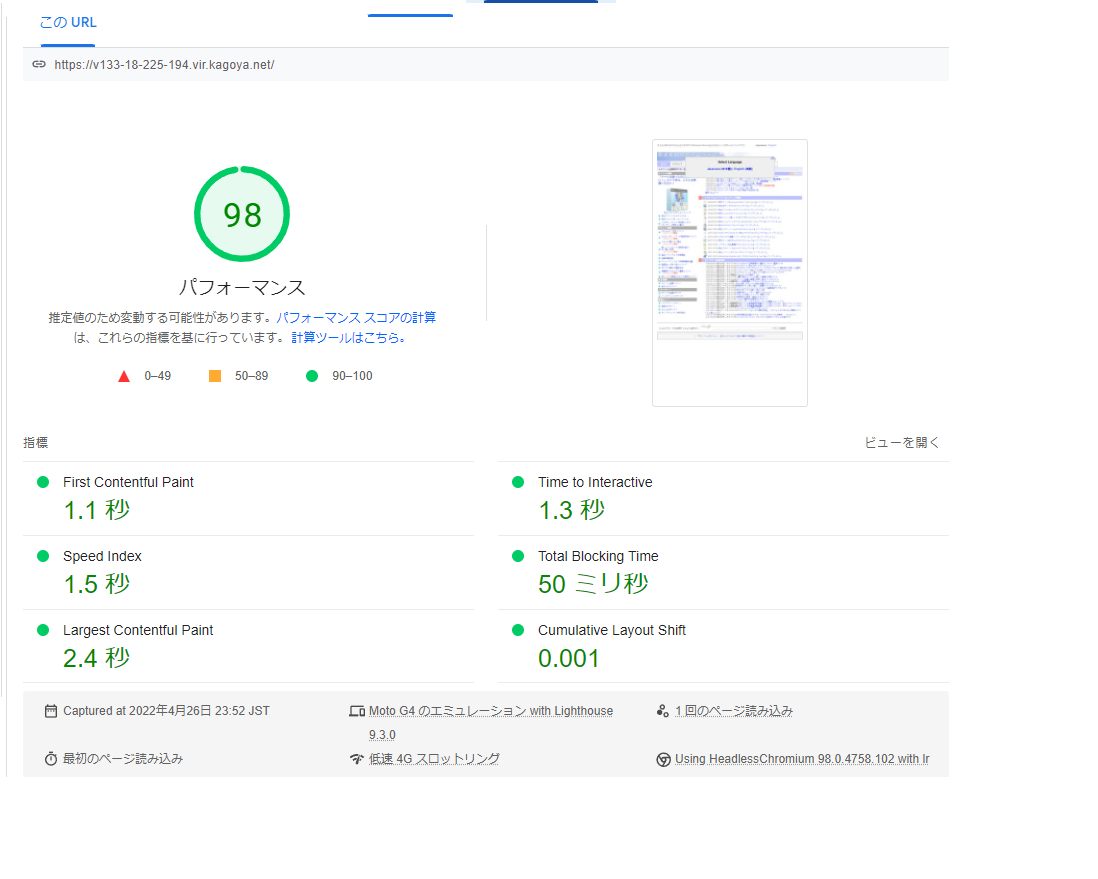 この URL
https://v133-18-225-194.vir.kagoya.net/
98
パフォーマンス
推定値のため変動する可能性があります。パフォーマンス スコアの計算
は、これらの指標を基に行っています。計算ツールはこちら。
0–49 50–89 90–100
Select Language
指標 ビューを開く
First Contentful Paint
1.1 秒
Time to Interactive
1.3 秒
Speed Index
1.5 秒
Total Blocking Time
50 ミリ秒
Largest Contentful Paint
2.4 秒
Cumulative Layout Shift
0.001
Captured at 2022年4月26日 23:52 JST
Moto G4 のエミュレーション with Lighthouse
9.3.0
1 回のページ読み込み
最初のページ読み込み
低速 4G スロットリング
Using HeadlessChromium 98.0.4758.102 with lr